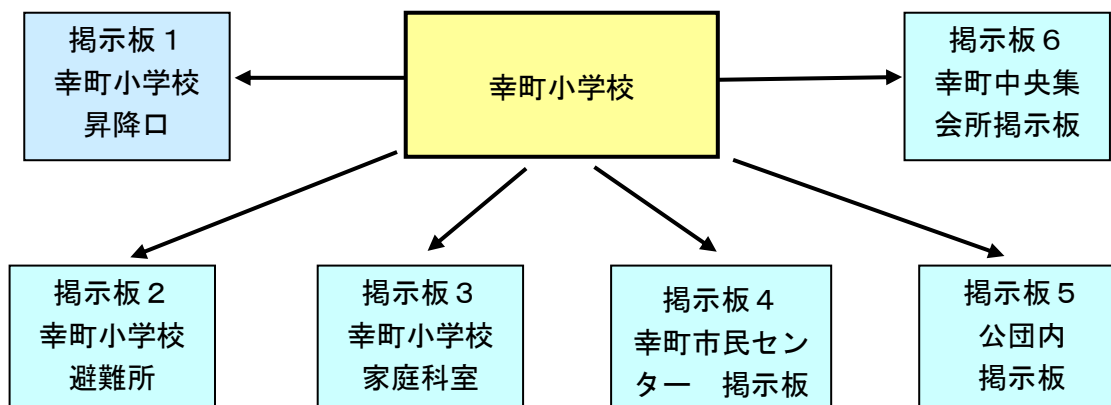 掲示板１
幸町小学校
昇降口
幸町小学校
掲示板６
幸町中央集
会所掲示板
掲示板２
幸町小学校
避難所
掲示板３
幸町小学校
家庭科室
掲示板４
幸町市民セン
ター　掲示板
掲示板５
公団内
掲示板